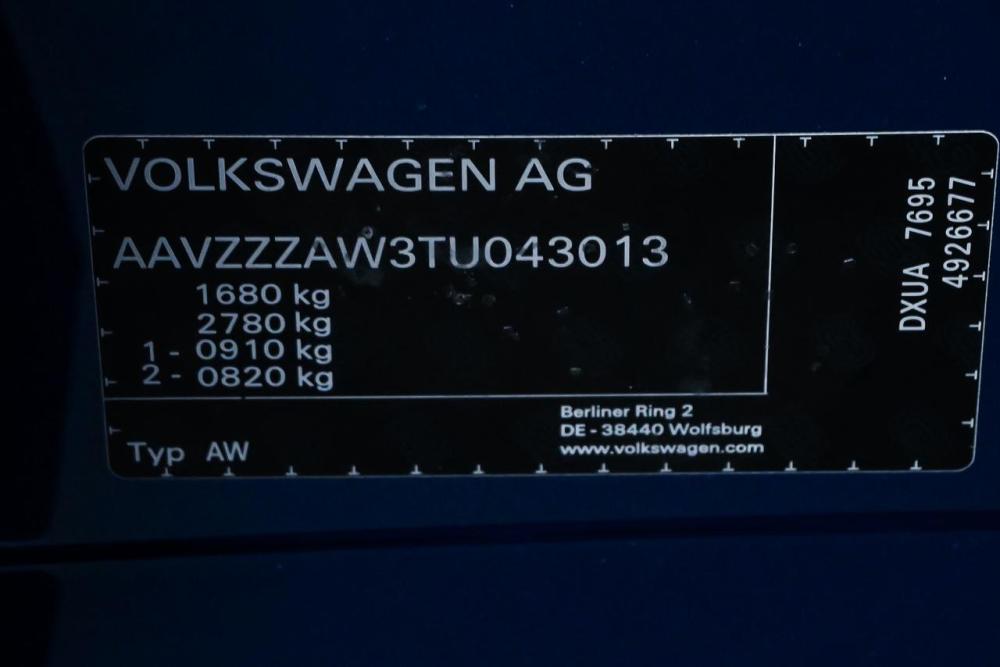 VOLKSWAGEN AG
AAVZZZAW3TU043013
1680 kg
2780 kg
1 - 0910 kg
2 - 0820 kg
Typ AW
Berliner Ring 2
DE - 38440 Wolfsburg
www.volkswagen.com
DXUA 7695
4926677